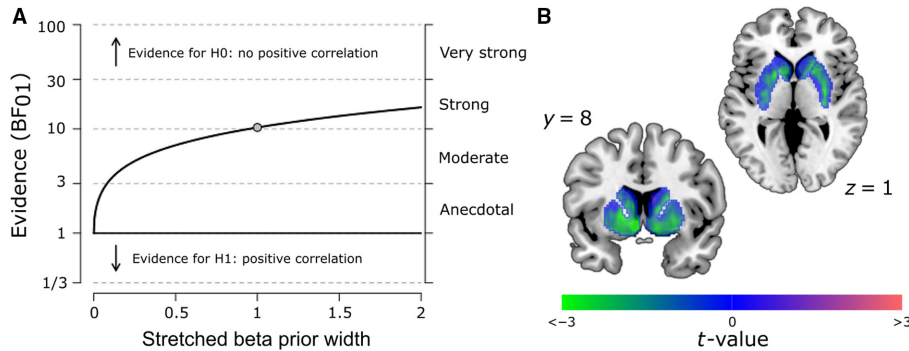 A
Evidence (BF01)
100
30
10
3
1
1/3
Evidence for H0: no positive correlation
Evidence for H1: positive correlation
Very strong
Strong
Moderate
Anecdotal
0
0.5
1
1.5
2
Stretched beta prior width
B
y = 8
z = 1
<−3
0
>3
t-value